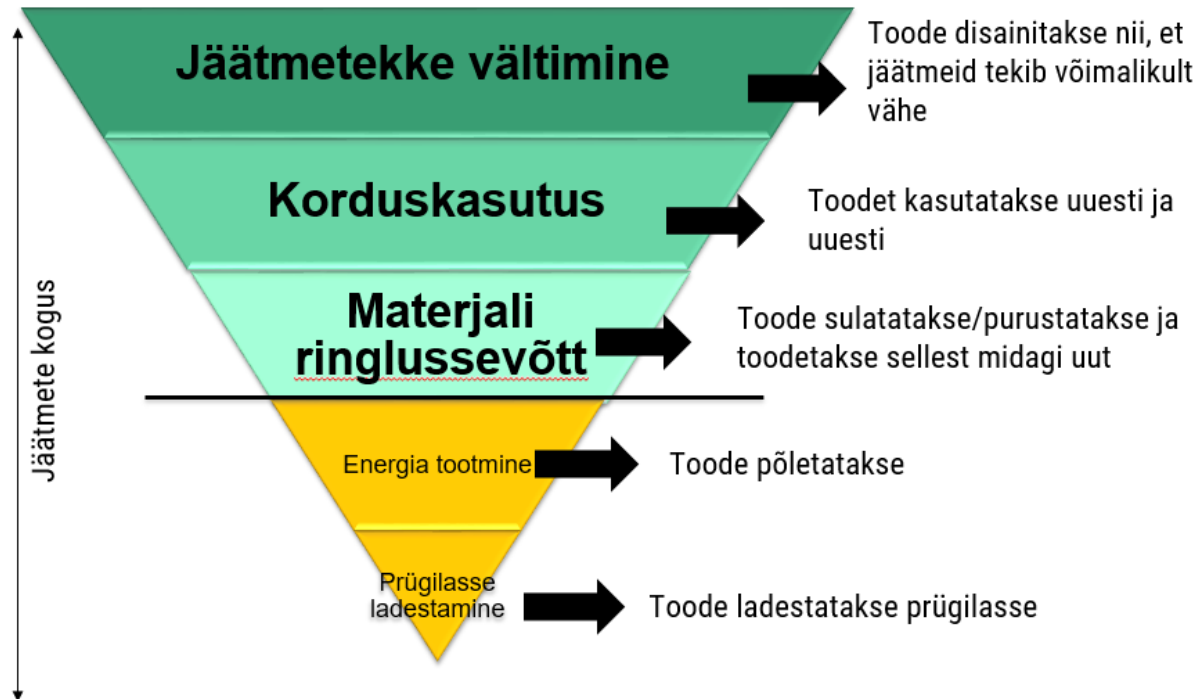 Jäätmetekke vältimine
Toode disainitakse nii, et
jäätmeid tekib võimalikult
vähe
Korduskasutus
Toodet kasutatakse uuesti ja
uuesti
Materjali
ringlussevõtt
Toode sulatatakse/purustatakse ja
toodetakse sellest midagi uut
Jäätmete kogus
Energia tootmine
Toode põletatakse
Prügilasse
ladestamine
Toode ladestatakse prügilasse